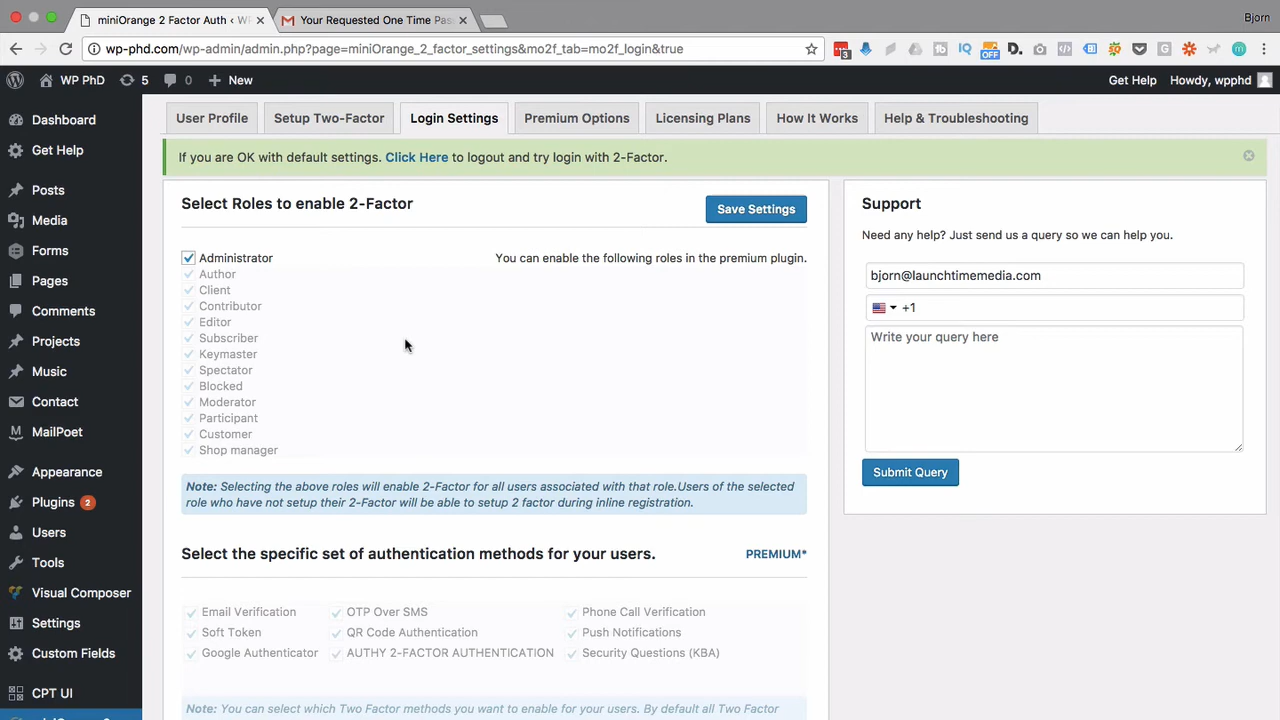 miniOrange 2 Factor Auth ‹ W
Your Requested One Time Pas
Bjorn
wp-phd.com/wp-admin/admin.php?page=miniOrange_2_factor_settings&mo2f_tab=mo2f_login&true
3
OFF
WP PhD
5
0
New
Get Help
Howdy, wpphd
Dashboard
Get Help
Posts
Media
Forms
Pages
Comments
Projects
Music
Contact
MailPoet
Appearance
Plugins 2
Users
Tools
Visual Composer
Settings
Custom Fields
CPT UI
User Profile
Setup Two-Factor
Login Settings
Premium Options
Licensing Plans
How It Works
Help & Troubleshooting
If you are OK with default settings. Click Here to logout and try login with 2-Factor.
Select Roles to enable 2-Factor
Save Settings
Administrator
You can enable the following roles in the premium plugin.
Author
Client
Contributor
Editor
Subscriber
Keymaster
Spectator
Blocked
Moderator
Participant
Customer
Shop manager
Note: Selecting the above roles will enable 2-Factor for all users associated with that role.Users of the selected
role who have not setup their 2-Factor will be able to setup 2 factor during inline registration.
Select the specific set of authentication methods for your users.
PREMIUM*
Email Verification
OTP Over SMS
Phone Call Verification
Soft Token
QR Code Authentication
Push Notifications
Google Authenticator
AUTHY 2-FACTOR AUTHENTICATION
Security Questions (KBA)
Note: You can select which Two Factor methods you want to enable for your users. By default all Two Factor
Support
Need any help? Just send us a query so we can help you.
bjorn@launchtimemedia.com
+1
Write your query here
Submit Query